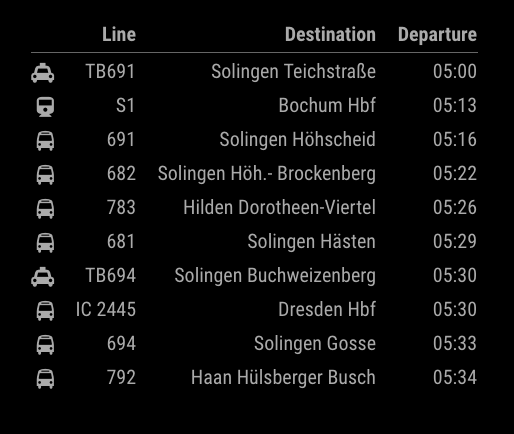 Line Destination Departure
TB691 Solingen Teichstraße 05:00
S1 Bochum Hbf 05:13
691 Solingen Höhscheid 05:16
682 Solingen Höh.- Brockenberg 05:22
783 Hilden Dorotheen-Viertel 05:26
681 Solingen Hästen 05:29
TB694 Solingen Buchweizenberg 05:30
IC 2445 Dresden Hbf 05:30
694 Solingen Gosse 05:33
792 Haan Hülsberger Busch 05:34